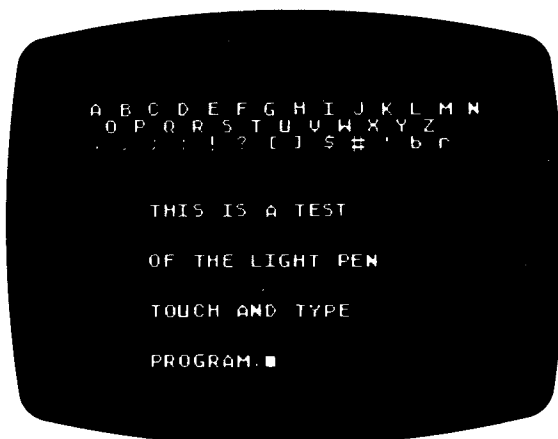 A B C D E F G H I J K L M N
O P Q R S T U V W X Y Z
. , ; : ! ? [ ] $ # ' b r
THIS IS A TEST
OF THE LIGHT PEN
TOUCH AND TYPE
PROGRAM.■